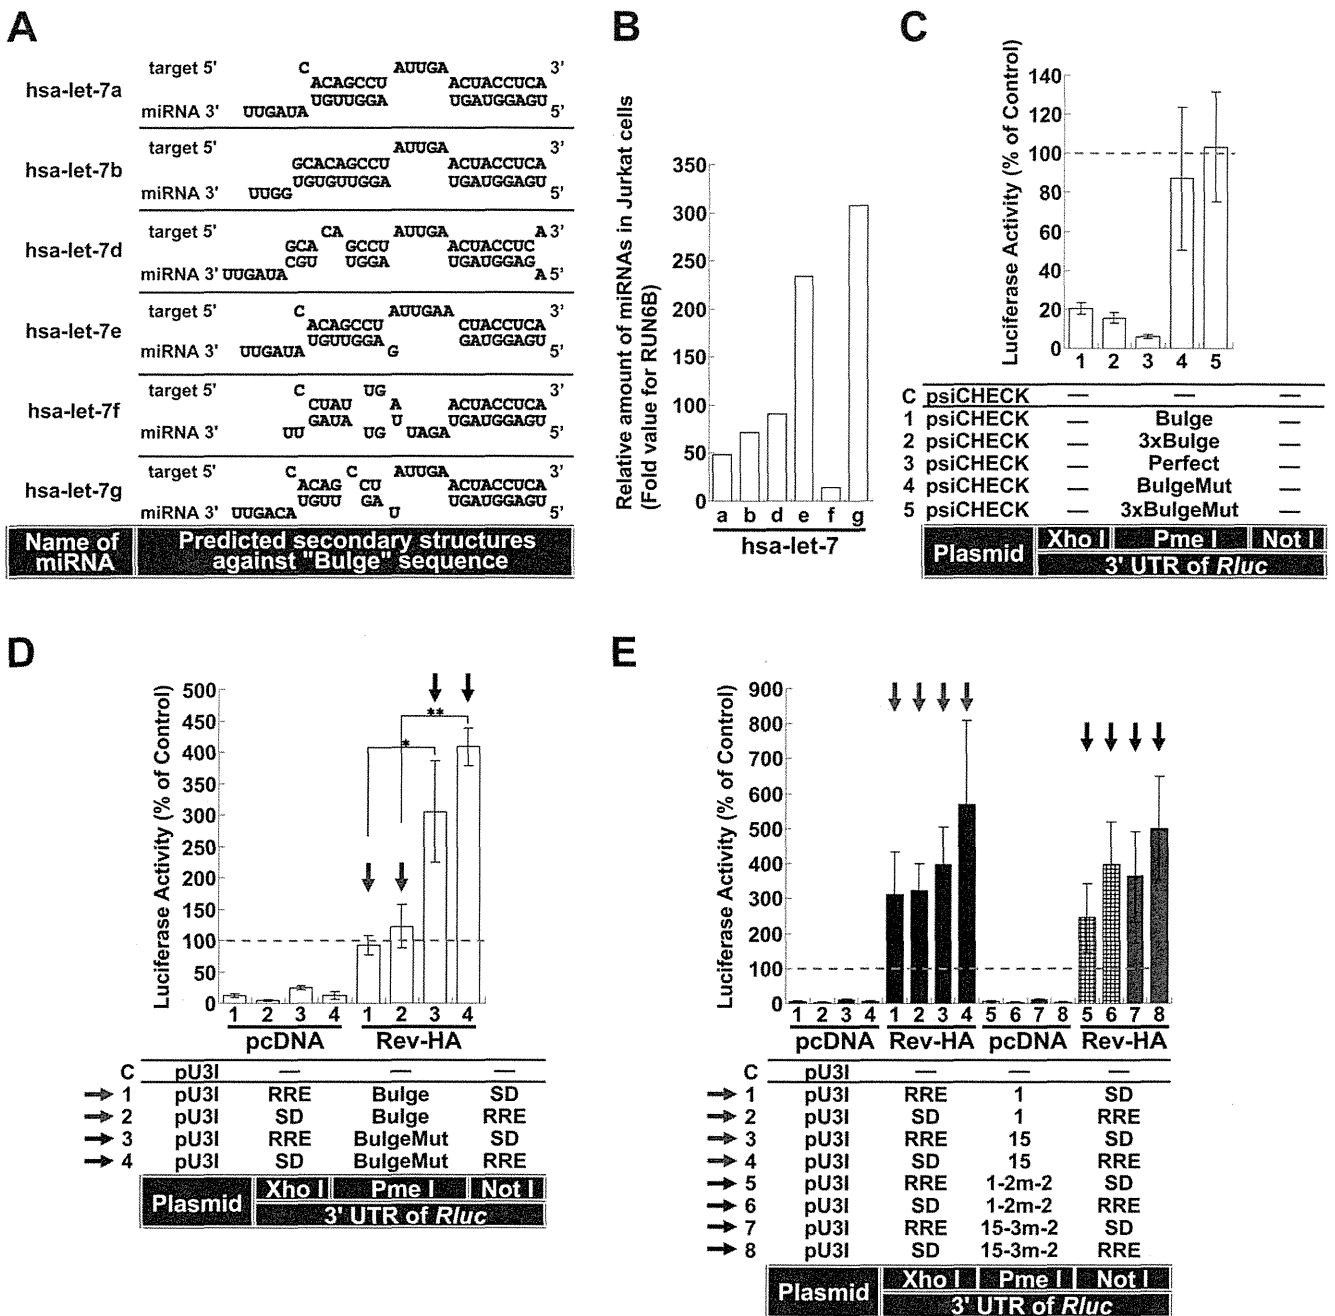 A
hsa-let-7a
target 5' C AUUGA 3'
ACAGCCU ACUACCUCA
UGUUGGA UGAUGGAGU
miRNA 3' UUGAUA 5'
hsa-let-7b
target 5' AUUGA 3'
GCACAGCCU ACUACCUCA
UGUGUUGGA UGAUGGAGU
miRNA 3' UUGG 5'
hsa-let-7d
target 5' CA AUUGA A 3'
GCA GCCU ACUACCUC
CGU UGGA UGAUGGAG
miRNA 3' UUGAUA A 5'
hsa-let-7e
target 5' C AUUGAA 3'
ACAGCCU CUACCUCA
UGUUGGA GAUGGAGU
miRNA 3' UUGAUA G 5'
hsa-let-7f
target 5' C UG A 3'
CUAU A ACUACCUCA
GAUA U UGAUGGAGU
miRNA 3' UU UG UAGA 5'
hsa-let-7g
target 5' C C AUUGA 3'
ACAG CU ACUACCUCA
UGUU GA UGAUGGAGU
miRNA 3' UUGACA U 5'
Name of miRNA
Predicted secondary structures against "Bulge" sequence
B
Relative amount of miRNAs in Jurkat cells
(Fold value for RUN6B)
350
300
250
200
150
100
50
0
a b d e f g
hsa-let-7
C
Luciferase Activity (% of Control)
140
120
100
80
60
40
20
0
1 2 3 4 5
C psiCHECK — — —
1 psiCHECK — Bulge —
2 psiCHECK — 3xBulge —
3 psiCHECK — Perfect —
4 psiCHECK — BulgeMut —
5 psiCHECK — 3xBulgeMut —
Plasmid Xho I Pme I Not I
3' UTR of Rluc
D
Luciferase Activity (% of Control)
500
450
400
350
300
250
200
150
100
50
0
**
*
1 2 3 4 1 2 3 4
pcDNA Rev-HA
C pU3I — — —
1 pU3I RRE Bulge SD
2 pU3I SD Bulge RRE
3 pU3I RRE BulgeMut SD
4 pU3I SD BulgeMut RRE
Plasmid Xho I Pme I Not I
3' UTR of Rluc
E
Luciferase Activity (% of Control)
900
800
700
600
500
400
300
200
100
0
1 2 3 4 1 2 3 4 5 6 7 8 5 6 7 8
pcDNA Rev-HA pcDNA Rev-HA
C pU3I — — —
1 pU3I RRE 1 SD
2 pU3I SD 1 RRE
3 pU3I RRE 15 SD
4 pU3I SD 15 RRE
5 pU3I RRE 1-2m-2 SD
6 pU3I SD 1-2m-2 RRE
7 pU3I RRE 15-3m-2 SD
8 pU3I SD 15-3m-2 RRE
Plasmid Xho I Pme I Not I
3' UTR of Rluc